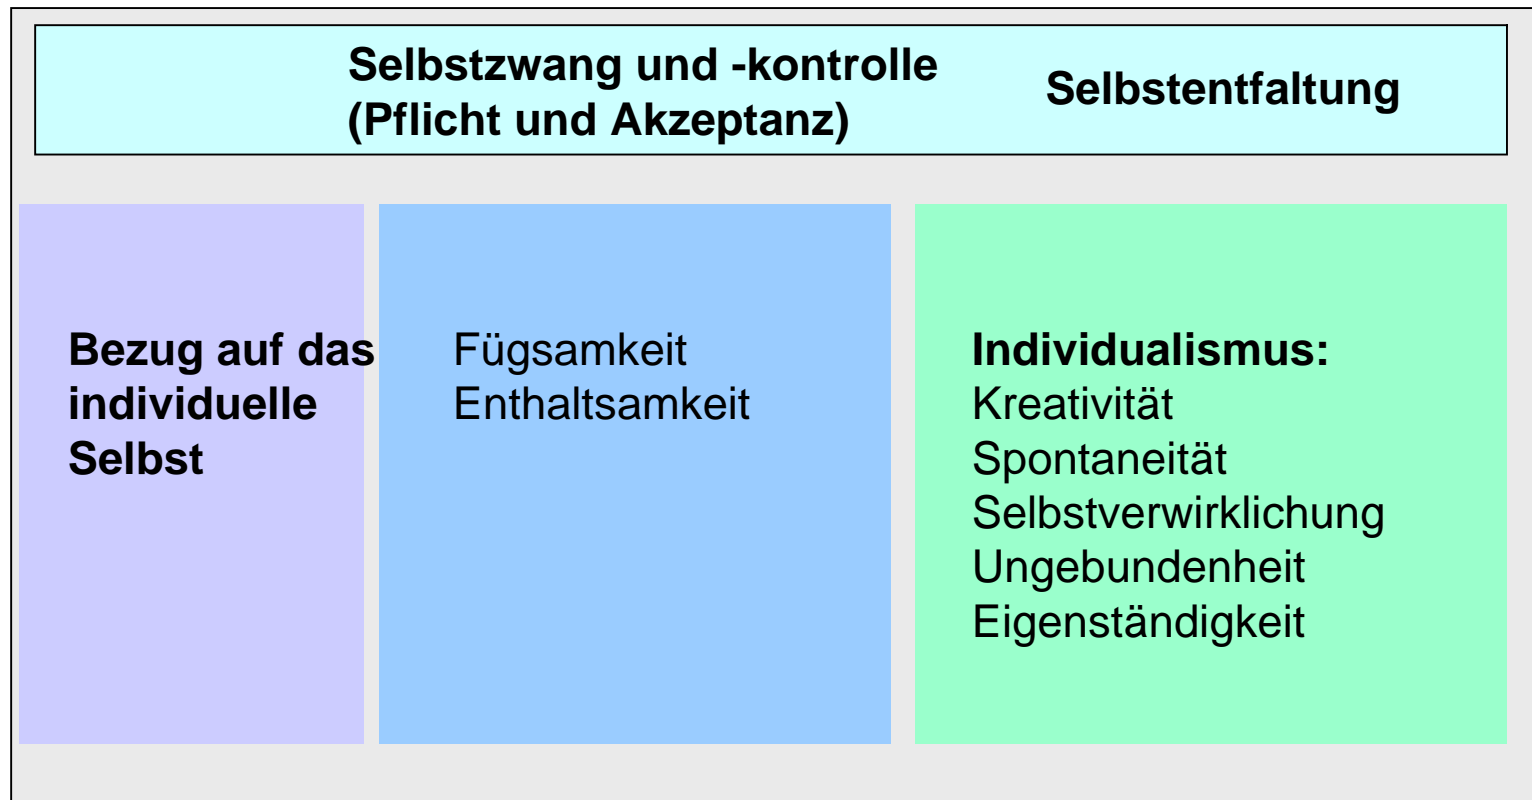 Selbstzwang und -kontrolle
(Pflicht und Akzeptanz)
Selbstentfaltung
Bezug auf das
individuelle
Selbst
Fügsamkeit
Enthaltsamkeit
Individualismus:
Kreativität
Spontaneität
Selbstverwirklichung
Ungebundenheit
Eigenständigkeit